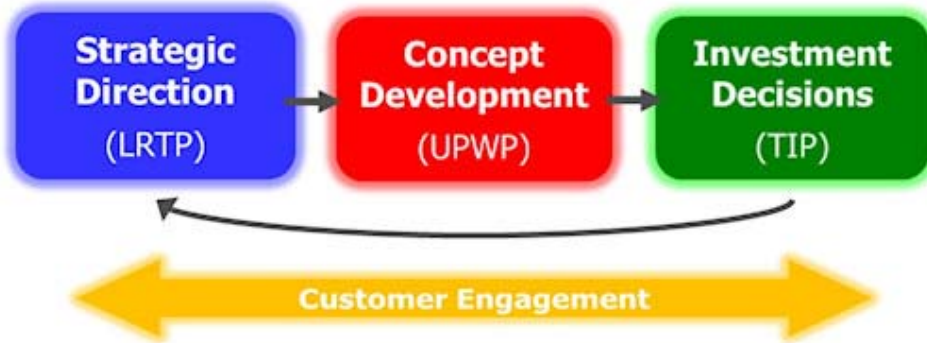 Strategic
Direction
(LRTP)
Concept
Development
(UPWP)
Investment
Decisions
(TIP)
Customer Engagement